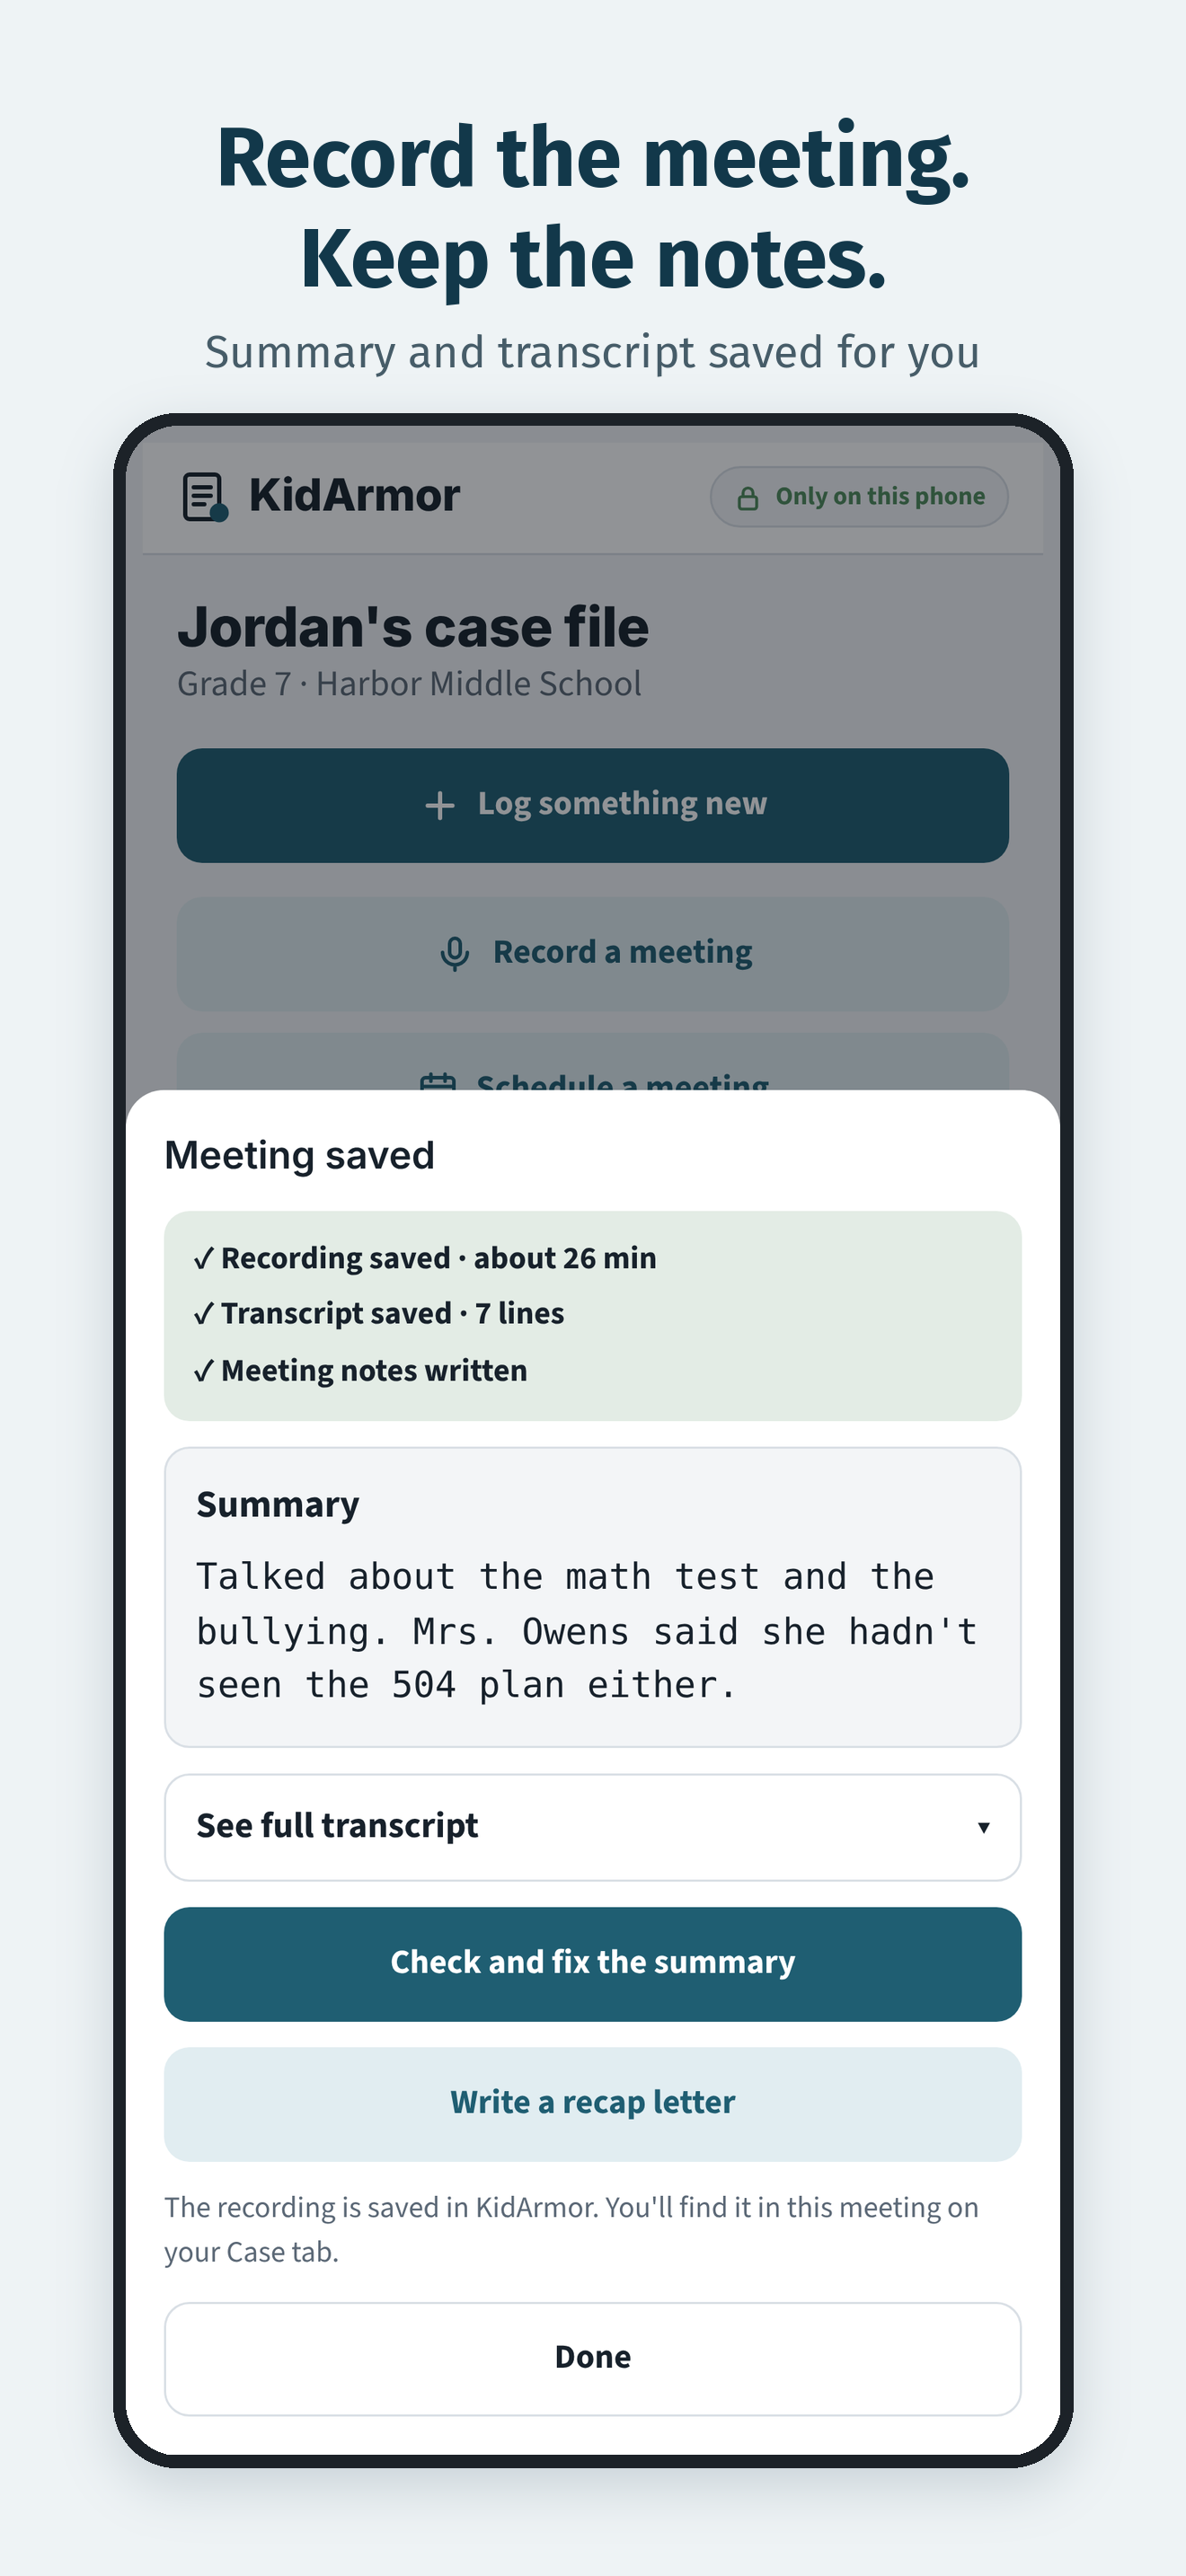 Record the meeting.
Keep the notes.
Summary and transcript saved for you
KidArmor
Only on this phone
Jordan's case file
Grade 7 · Harbor Middle School
+ Log something new
Record a meeting
Schedule a meeting
Meeting saved
✓ Recording saved · about 26 min
✓ Transcript saved · 7 lines
✓ Meeting notes written
Summary
Talked about the math test and the
bullying. Mrs. Owens said she hadn't
seen the 504 plan either.
See full transcript ▾
Check and fix the summary
Write a recap letter
The recording is saved in KidArmor. You'll find it in this meeting on
your Case tab.
Done